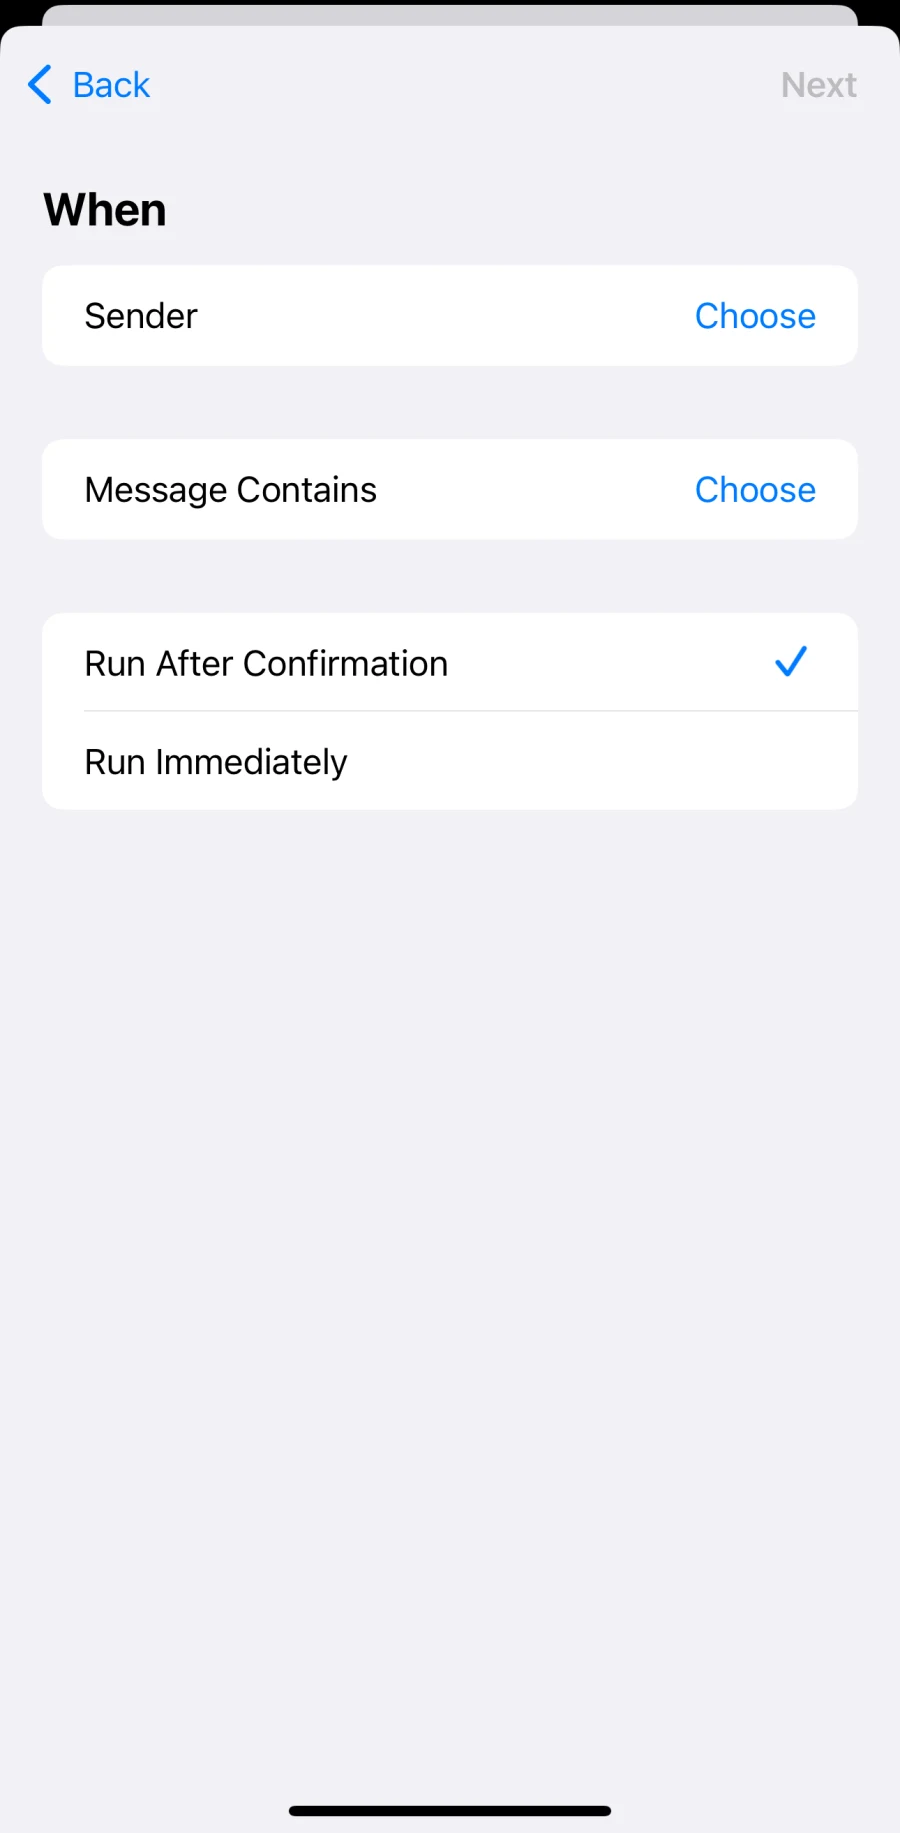 Back
Next
When
Sender
Choose
Message Contains
Choose
Run After Confirmation
Run Immediately